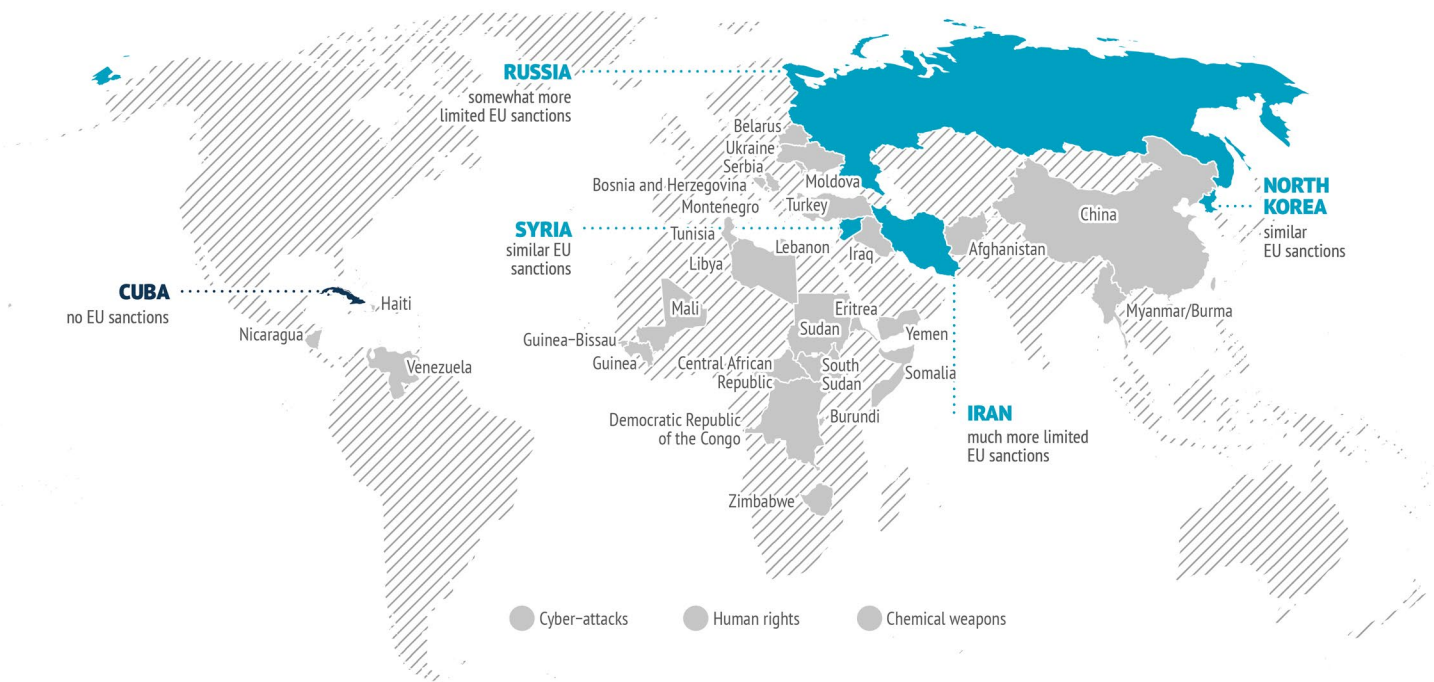 RUSSIA
somewhat more
limited EU sanctions
Belarus
Ukraine
Serbia
Bosnia and Herzegovina
Moldova
Montenegro
Turkey
NORTH
KOREA
similar
EU sanctions
China
SYRIA
similar EU
sanctions
Tunisia
Lebanon
Libya
Iraq
Afghanistan
CUBA
no EU sanctions
Haiti
Nicaragua
Venezuela
Mali
Eritrea
Myanmar/Burma
Guinea-Bissau
Sudan
Yemen
Guinea
Central African
Republic
South
Sudan
Somalia
Democratic Republic
of the Congo
Burundi
IRAN
much more limited
EU sanctions
Zimbabwe
Cyber-attacks
Human rights
Chemical weapons